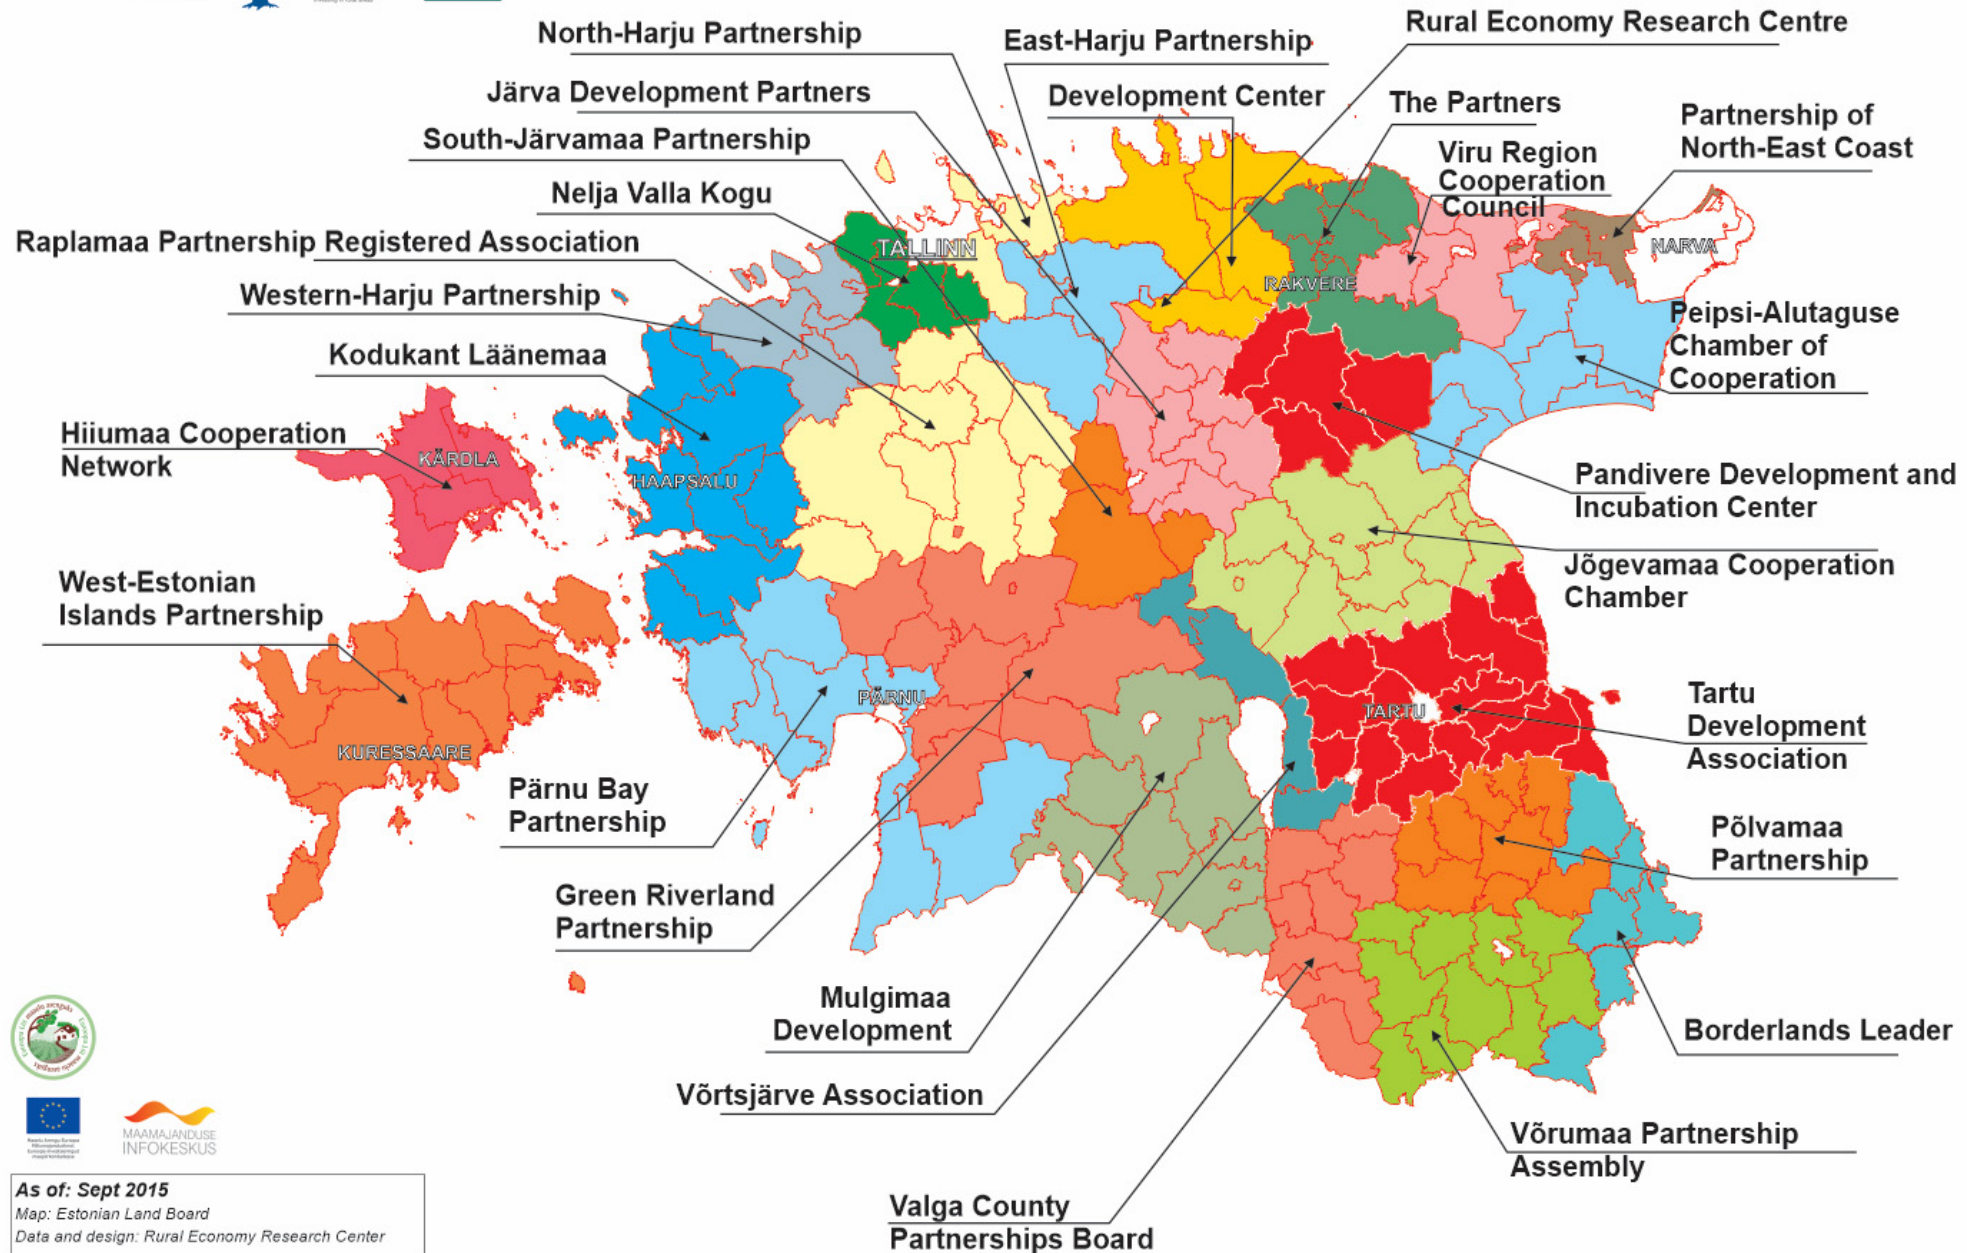 North-Harju Partnership
East-Harju Partnership
Rural Economy Research Centre
Järva Development Partners
Development Center
The Partners
Partnership of
North-East Coast
South-Järvamaa Partnership
Viru Region
Cooperation
Council
Nelja Valla Kogu
Raplamaa Partnership Registered Association
TALLINN
NARVA
RAKVERE
Western-Harju Partnership
Peipsi-Alutaguse
Chamber of
Cooperation
Kodukant Läänemaa
Hiiumaa Cooperation
Network
KÄRDLA
HAAPSALU
Pandivere Development and
Incubation Center
Jõgevamaa Cooperation
Chamber
West-Estonian
Islands Partnership
PÄRNU
TARTU
Tartu
Development
Association
KURESSAARE
Pärnu Bay
Partnership
Põlvamaa
Partnership
Green Riverland
Partnership
Mulgimaa
Development
Borderlands Leader
Võrtsjärve Association
Võrumaa Partnership
Assembly
Valga County
Partnerships Board
MAAMAJANDUSE
INFOKESKUS
As of: Sept 2015
Map: Estonian Land Board
Data and design: Rural Economy Research Center